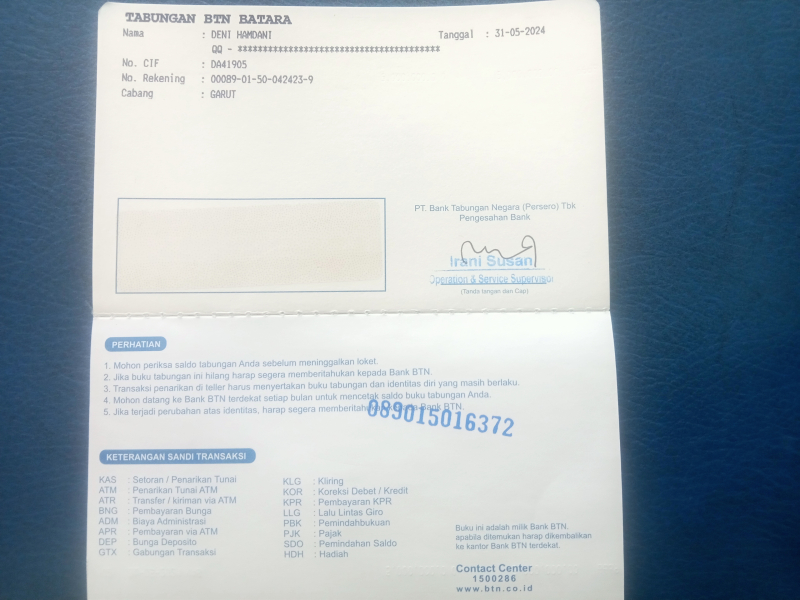 TABUNGAN BTN BATARA
Nama : DENI HAMDANI Tanggal : 31-05-2024
QQ - ****************************************
No. CIF : DA41905
No. Rekening : 00089-01-50-042423-9
Cabang : GARUT
PT. Bank Tabungan Negara (Persero) Tbk
Pengesahan Bank
Irani Susan
Operation & Service Supervisor
(Tanda tangan dan Cap)
PERHATIAN
1. Mohon periksa saldo tabungan Anda sebelum meninggalkan loket.
2. Jika buku tabungan ini hilang harap segera memberitahukan kepada Bank BTN.
3. Transaksi penarikan di teller harus menyertakan buku tabungan dan identitas diri yang masih berlaku.
4. Mohon datang ke Bank BTN terdekat setiap bulan untuk mencetak saldo buku tabungan Anda.
5. Jika terjadi perubahan atas identitas, harap segera Bank BTN.
089015016372
KETERANGAN SANDI TRANSAKSI
KAS : Setoran / Penarikan Tunai
ATM : Penarikan Tunai ATM
ATR : Transfer / kiriman via ATM
BNG : Pembayaran Bunga
ADM : Biaya Administrasi
APR : Pembayaran via ATM
DEP : Bunga Deposito
GTX : Gabungan Transaksi
KLG : Kliring
KOR : Koreksi Debet / Kredit
KPR : Pembayaran KPR
LLG : Lalu Lintas Giro
PBK : Pemindahbukuan
PJK : Pajak
SDO : Pemindahan Saldo
HDH : Hadiah
Buku ini adalah milik Bank BTN.
apabila ditemukan harap dikembalikan
ke kantor Bank BTN terdekat.
Contact Center
1500286
www.btn.co.id